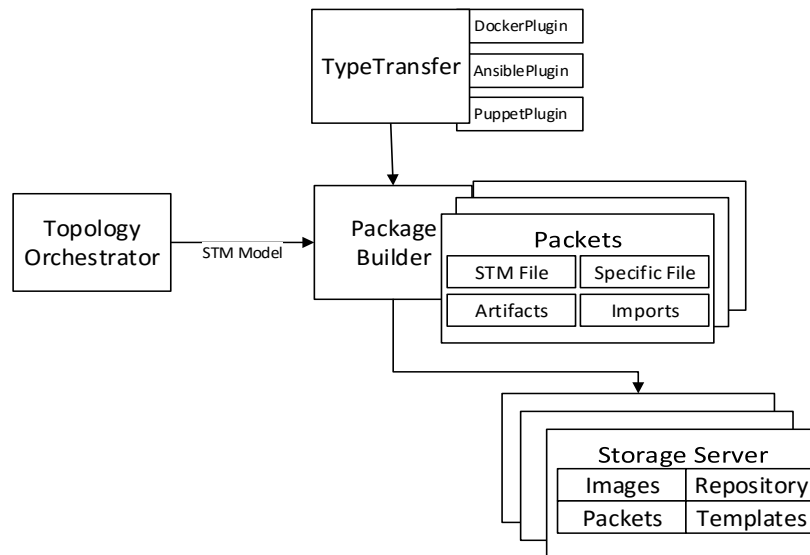 DockerPlugin
TypeTransfer
AnsiblePlugin
PuppetPlugin
Topology
Orchestrator
STM Model
Package
Builder
Packets
STM File
Specific File
Artifacts
Imports
Storage Server
Images
Repository
Packets
Templates